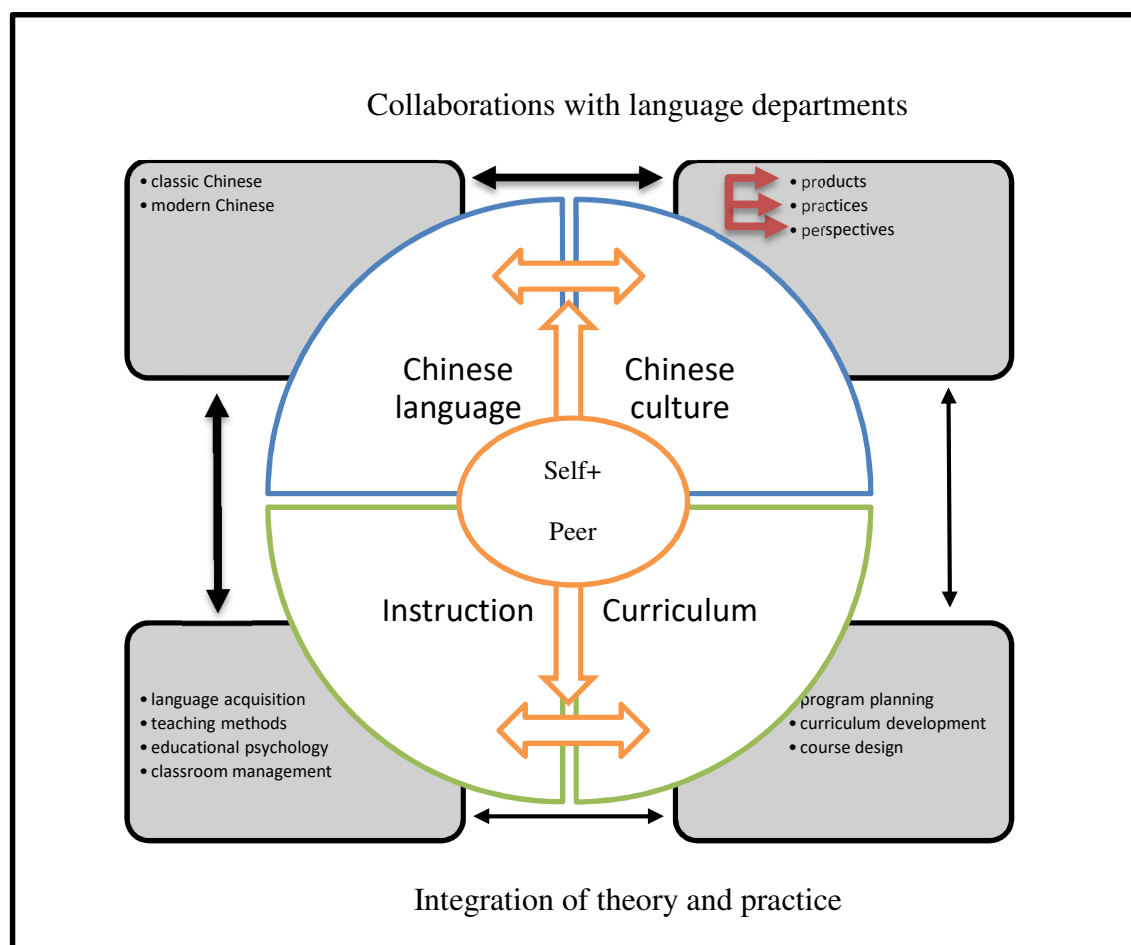 Collaborations with language departments
• classic Chinese
• modern Chinese
• products
• practices
• perspectives
Chinese
language
Chinese
culture
Self+
Peer
Instruction
Curriculum
• language acquisition
• teaching methods
• educational psychology
• classroom management
program planning
• curriculum development
• course design
Integration of theory and practice